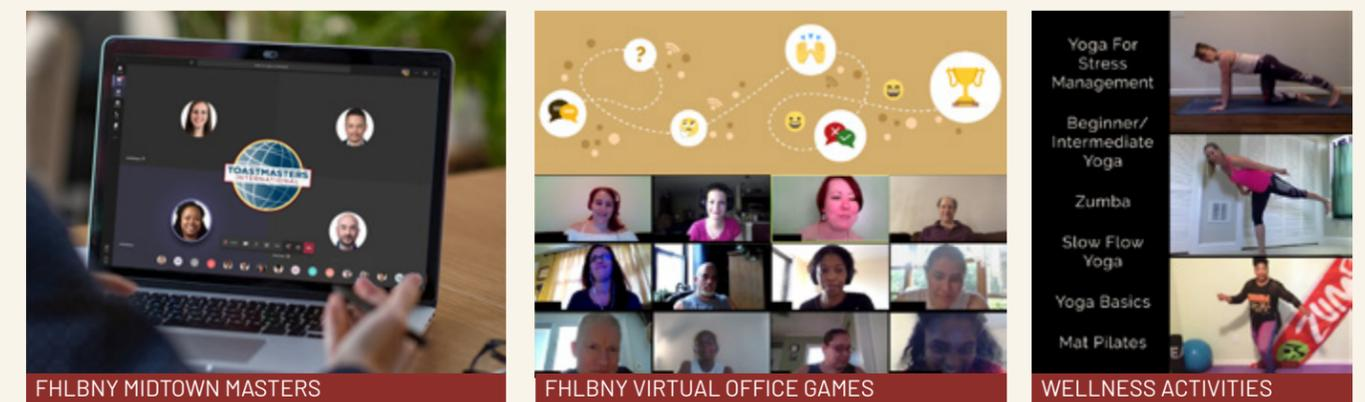 TOASTMASTERS
INTERNATIONAL
FHLBNY MIDTOWN MASTERS
?
FHLBNY VIRTUAL OFFICE GAMES
Yoga For
Stress
Management
Beginner/
Intermediate
Yoga
Zumba
Slow Flow
Yoga
Yoga Basics
Mat Pilates
ZUM
WELLNESS ACTIVITIES